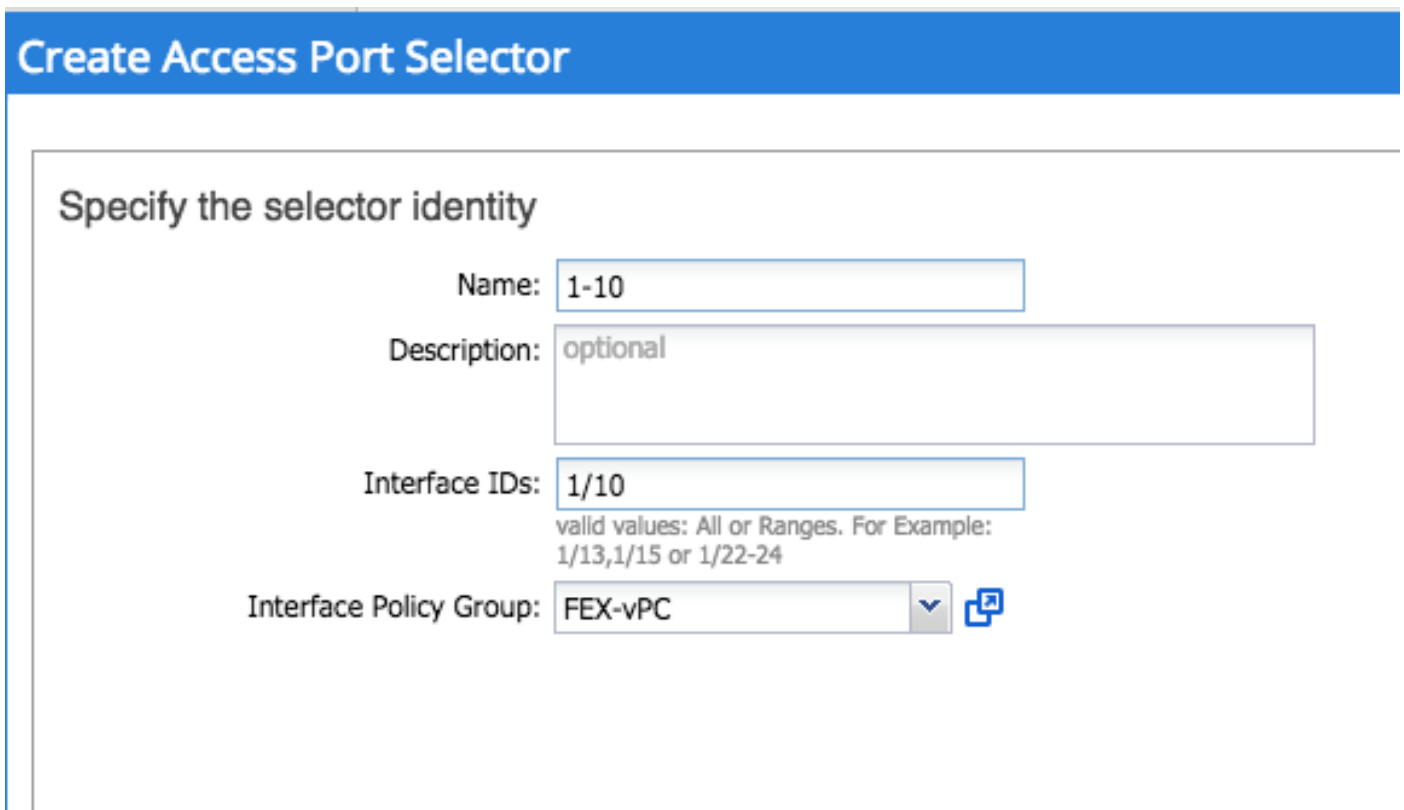 Create Access Port Selector
Specify the selector identity
Name: 1-10
Description: optional
Interface IDs: 1/10
valid values: All or Ranges. For Example:
1/13,1/15 or 1/22-24
Interface Policy Group: FEX-vPC